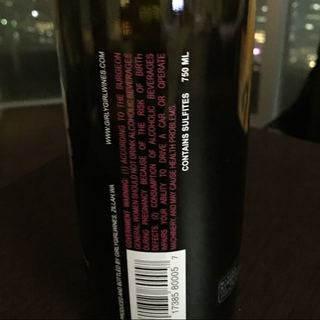 WWW.GIRLYGIRLWINES.COM
GOVERNMENT WARNING: (1) ACCORDING TO THE SURGEON
GENERAL WOMEN SHOULD NOT DRINK ALCOHOLIC BEVERAGES
DURING PREGNANCY BECAUSE OF THE RISK OF BIRTH
DEFECTS. (2) CONSUMPTION OF ALCOHOLIC BEVERAGES
IMPAIRS YOUR ABILITY TO DRIVE A CAR OR OPERATE
MACHINERY AND MAY CAUSE HEALTH PROBLEMS.
CONTAINS SULFITES 750 ML
PRODUCED AND BOTTLED BY GIRLYGIRLWINES, ZILLAH, WA
17385 80005 7